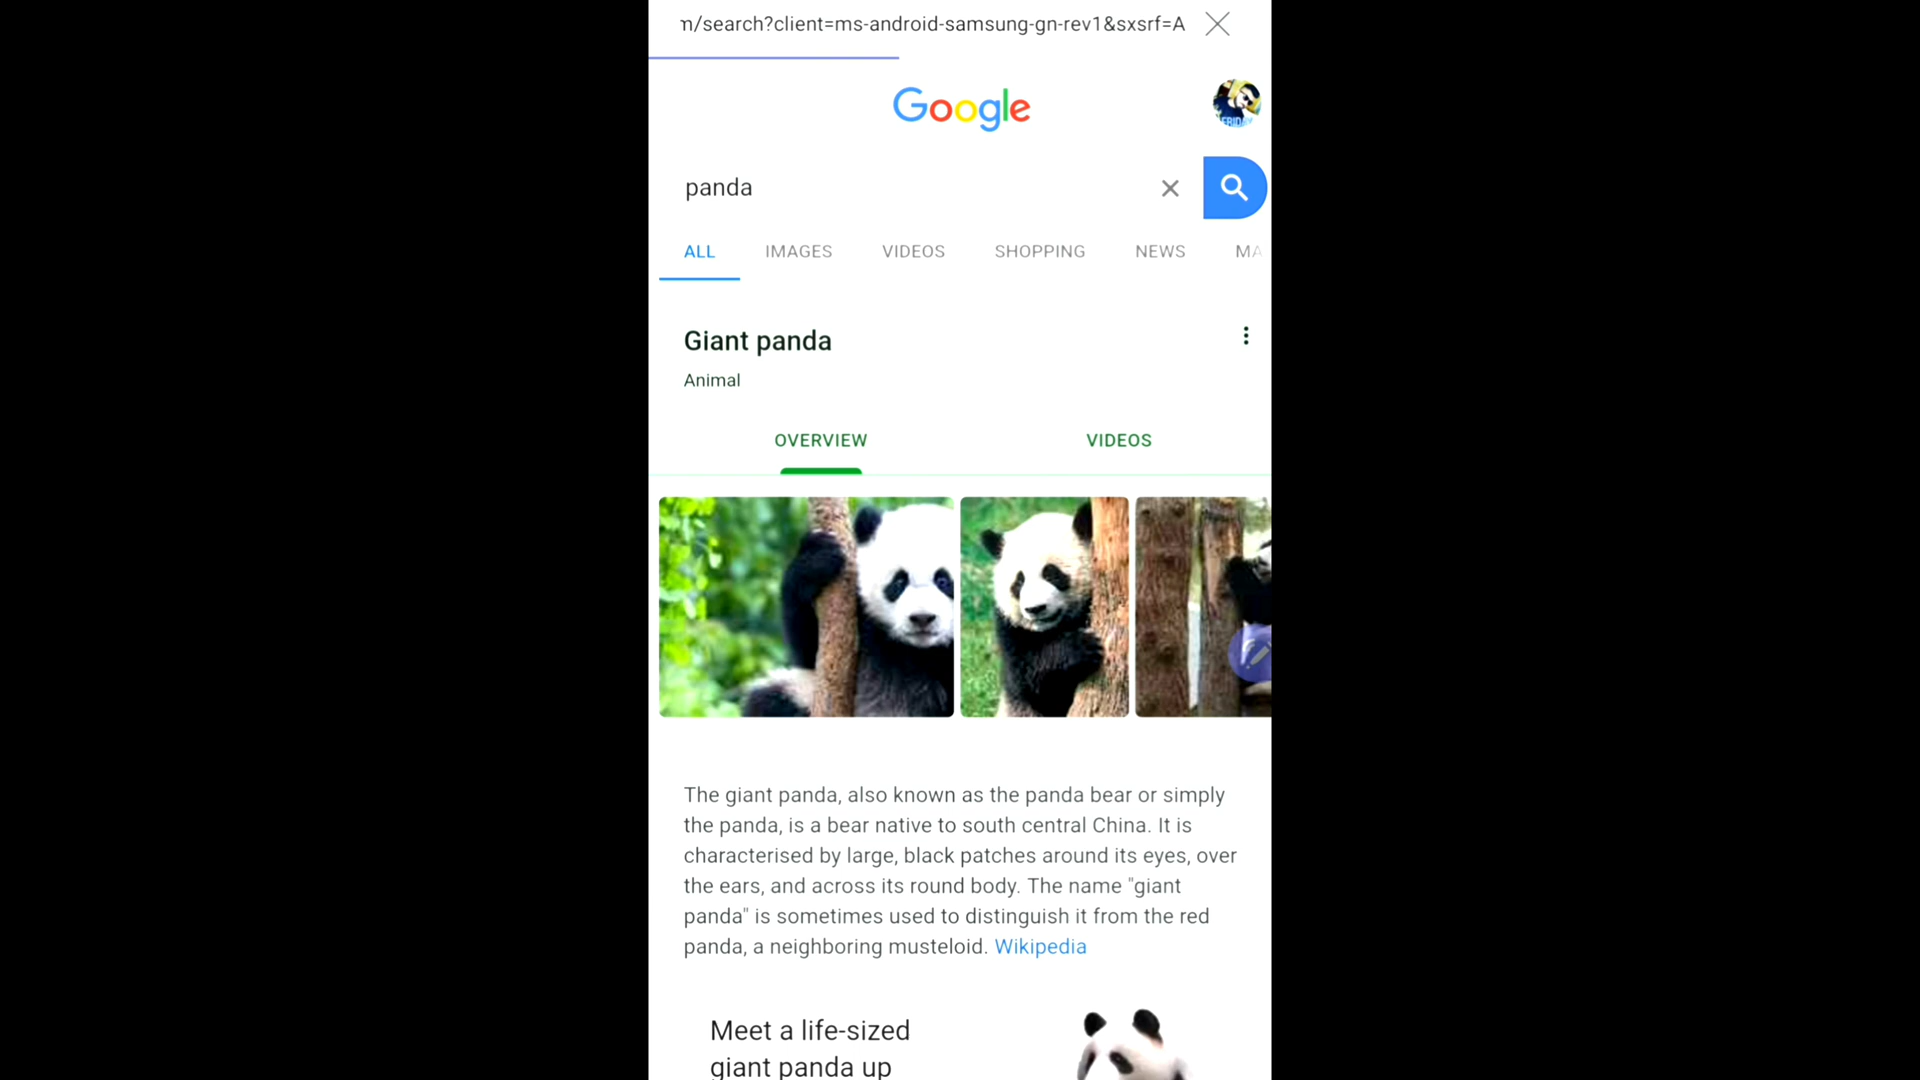 n/search?client=ms-android-samsung-gn-rev1&sxsrf=A
Google
FRIDAY
panda
ALL IMAGES VIDEOS SHOPPING NEWS MA
Giant panda
Animal
OVERVIEW VIDEOS
The giant panda, also known as the panda bear or simply
the panda, is a bear native to south central China. It is
characterised by large, black patches around its eyes, over
the ears, and across its round body. The name "giant
panda" is sometimes used to distinguish it from the red
panda, a neighboring musteloid. Wikipedia
Meet a life-sized
giant panda up